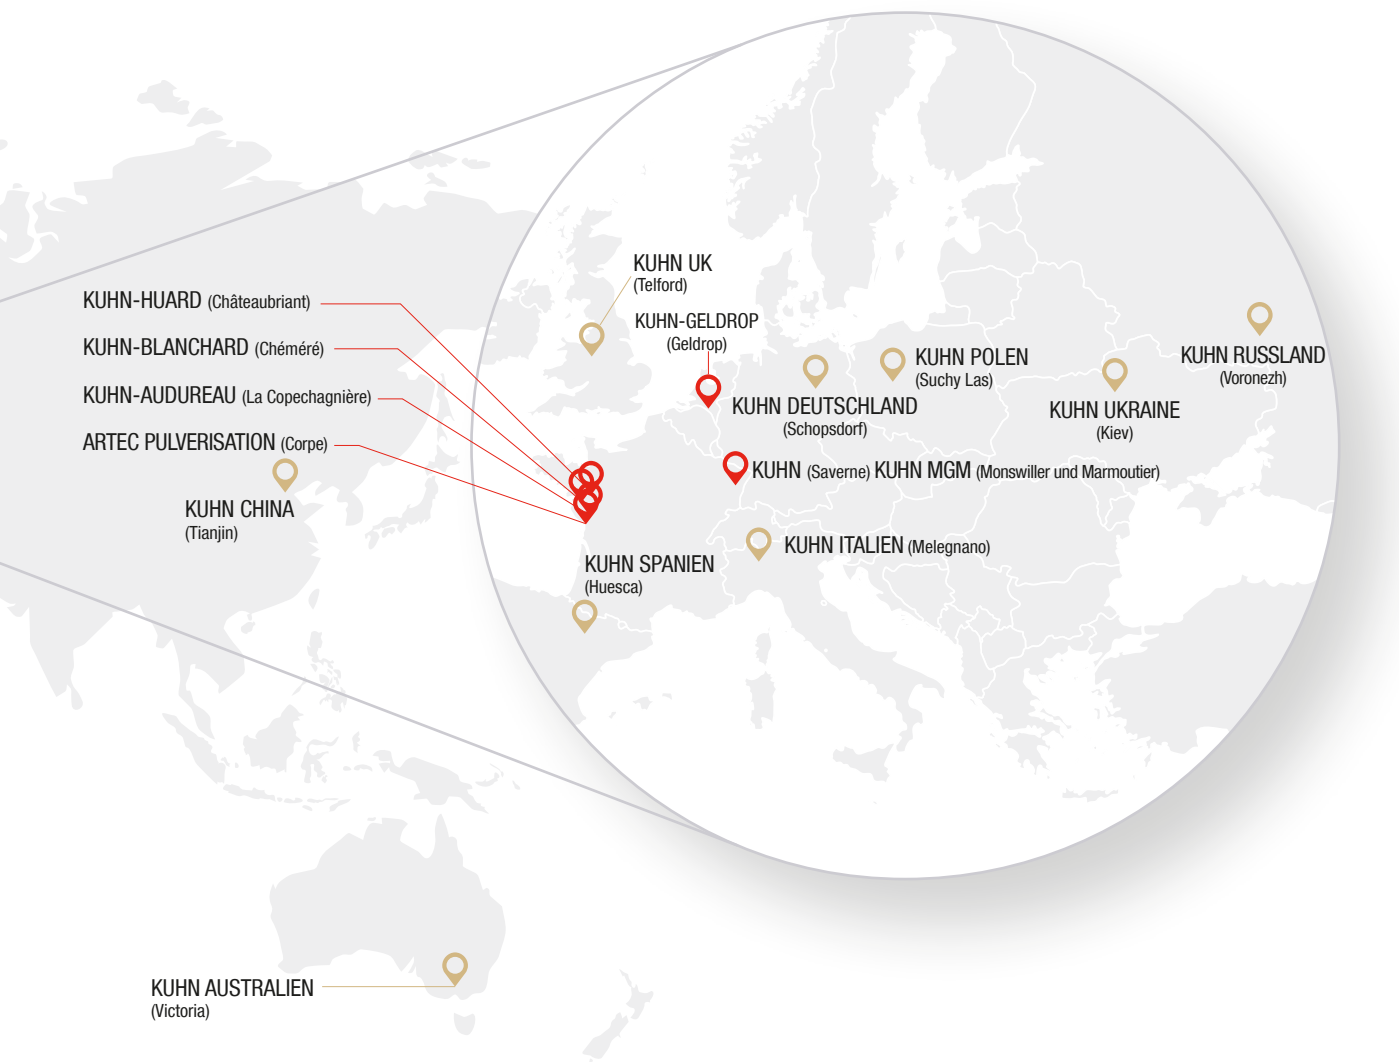 KUHN UK
(Telford)
KUHN-HUARD (Châteaubriant)
KUHN-GELDROP
(Geldrop)
KUHN-BLANCHARD (Chéméré)
KUHN POLEN
(Suchy Las)
KUHN RUSSLAND
(Voronezh)
KUHN-AUDUREAU (La Copechagnière)
KUHN DEUTSCHLAND
(Schopsdorf)
KUHN UKRAINE
(Kiev)
ARTEC PULVERISATION (Corpe)
KUHN (Saverne) KUHN MGM (Monswiller und Marmoutier)
KUHN CHINA
(Tianjin)
KUHN ITALIEN (Melegnano)
KUHN SPANIEN
(Huesca)
KUHN AUSTRALIEN
(Victoria)